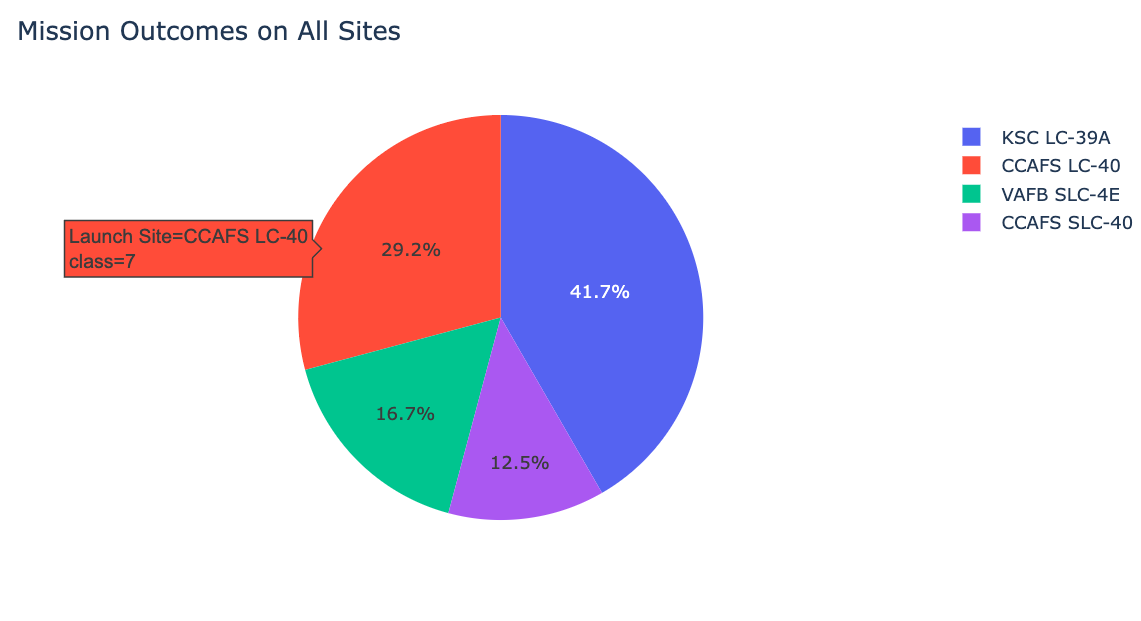 Mission Outcomes on All Sites
KSC LC-39A
CCAFS LC-40
VAFB SLC-4E
CCAFS SLC-40
Launch Site=CCAFS LC-40
class=7
29.2%
41.7%
16.7%
12.5%